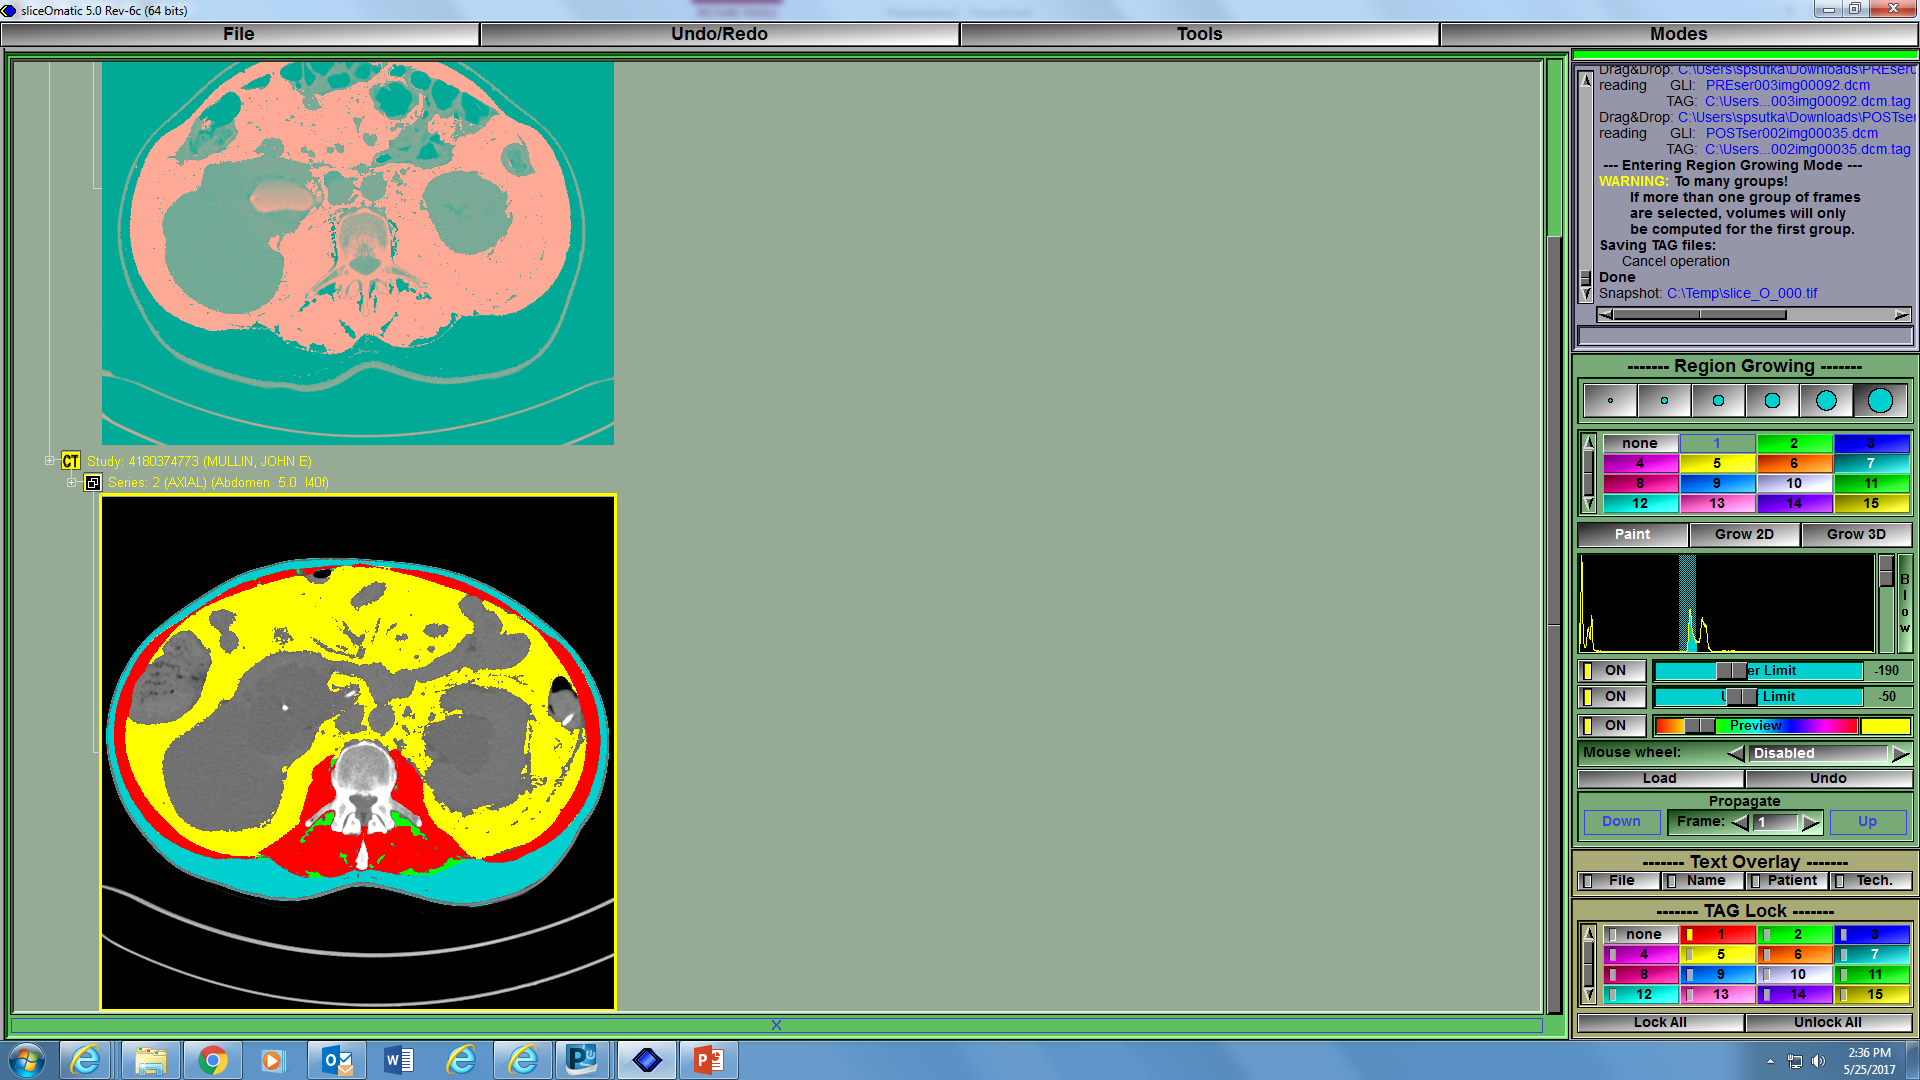 sliceOmatic 5.0 Rev-6c (64 bits)
File Undo/Redo Tools Modes
Drag&Drop: C:\Users\spsutka\Downloads\PREser0
reading GLI: PREser003img00092.dcm
TAG: C:\Users...003img00092.dcm.tag
Drag&Drop: C:\Users\spsutka\Downloads\POSTser
reading GLI: POSTser002img00035.dcm
TAG: C:\Users...002img00035.dcm.tag
--- Entering Region Growing Mode ---
WARNING: To many groups!
If more than one group of frames
are selected, volumes will only
be computed for the first group.
Saving TAG files:
Cancel operation
Done
Snapshot: C:\Temp\slice_O_000.tif
CT Study: 4180374773 (MULLIN, JOHN E)
Series: 2 (AXIAL) (Abdomen 5.0 I40f)
------- Region Growing -------
none 1 2 3
4 5 6 7
8 9 10 11
12 13 14 15
Paint Grow 2D Grow 3D
Blow
ON er Limit -190
ON U Limit -50
ON Preview
Mouse wheel: Disabled
Load Undo
Propagate
Down Frame: 1 Up
------- Text Overlay -------
File Name Patient Tech.
------- TAG Lock -------
none 1 2 3
4 5 6 7
8 9 10 11
12 13 14 15
Lock All Unlock All
X
2:36 PM
5/25/2017